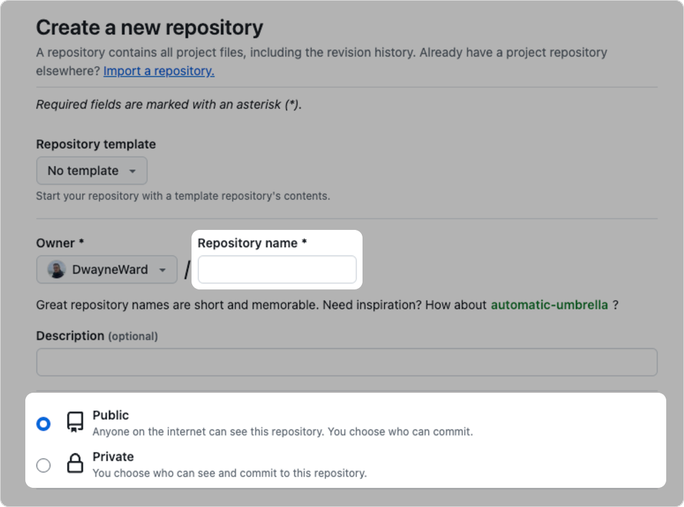 Create a new repository
A repository contains all project files, including the revision history. Already have a project repository
elsewhere? Import a repository.
Required fields are marked with an asterisk (*).
Repository template
No template
Start your repository with a template repository's contents.
Owner *
Repository name *
DwayneWard
/
Great repository names are short and memorable. Need inspiration? How about automatic-umbrella ?
Description (optional)
Public
Anyone on the internet can see this repository. You choose who can commit.
Private
You choose who can see and commit to this repository.